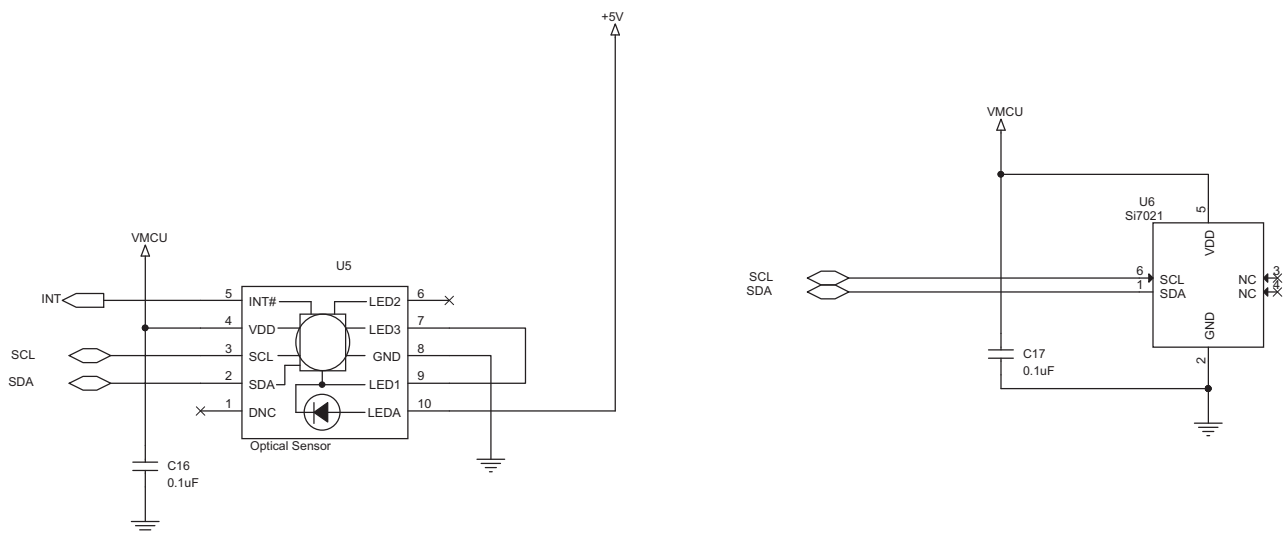 +5V
VMCU
INT
SCL
SDA
U5
5
4
3
2
1
INT#
VDD
SCL
SDA
DNC
LED2
LED3
GND
LED1
LEDA
6
7
8
9
10
Optical Sensor
C16
0.1uF
VMCU
U6
Si7021
5
VDD
SCL
SDA
6
1
SCL
SDA
NC
NC
3
4
GND
2
C17
0.1uF